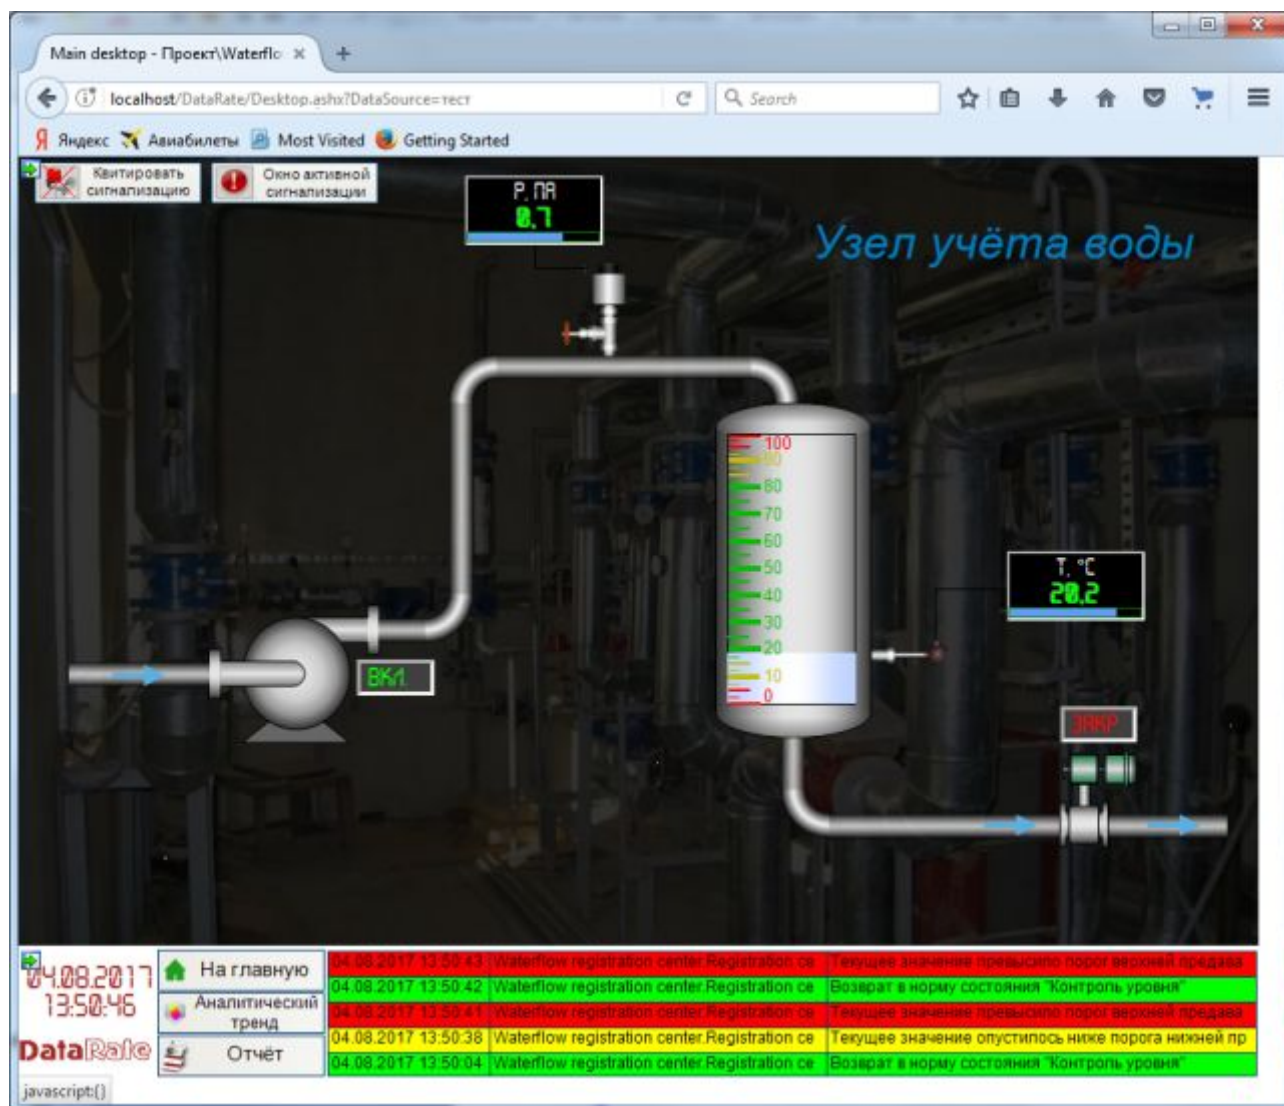 Main desktop - Проект\Waterflo
localhost/DataRate/Desktop.ashx?DataSource=тест
Search
Яндекс Авиабилеты Most Visited Getting Started
Квитировать
сигнализацию
Окно активной
сигнализации
P, ПА
0,7
Узел учёта воды
100
90
80
70
60
50
40
30
20
10
0
T, °C
20,2
ВКЛ.
ЗАКР
04.08.2017
13:50:46
DataRate
На главную
Аналитический
тренд
Отчёт
04.08.2017 13:50:43 Waterflow registration center.Registration ce Текущее значение превысило порог верхней предава
04.08.2017 13:50:42 Waterflow registration center.Registration ce Возврат в норму состояния "Контроль уровня"
04.08.2017 13:50:41 Waterflow registration center.Registration ce Текущее значение превысило порог верхней предава
04.08.2017 13:50:38 Waterflow registration center.Registration ce Текущее значение опустилось ниже порога нижней пр
04.08.2017 13:50:04 Waterflow registration center.Registration ce Возврат в норму состояния "Контроль уровня"
javascript:{}